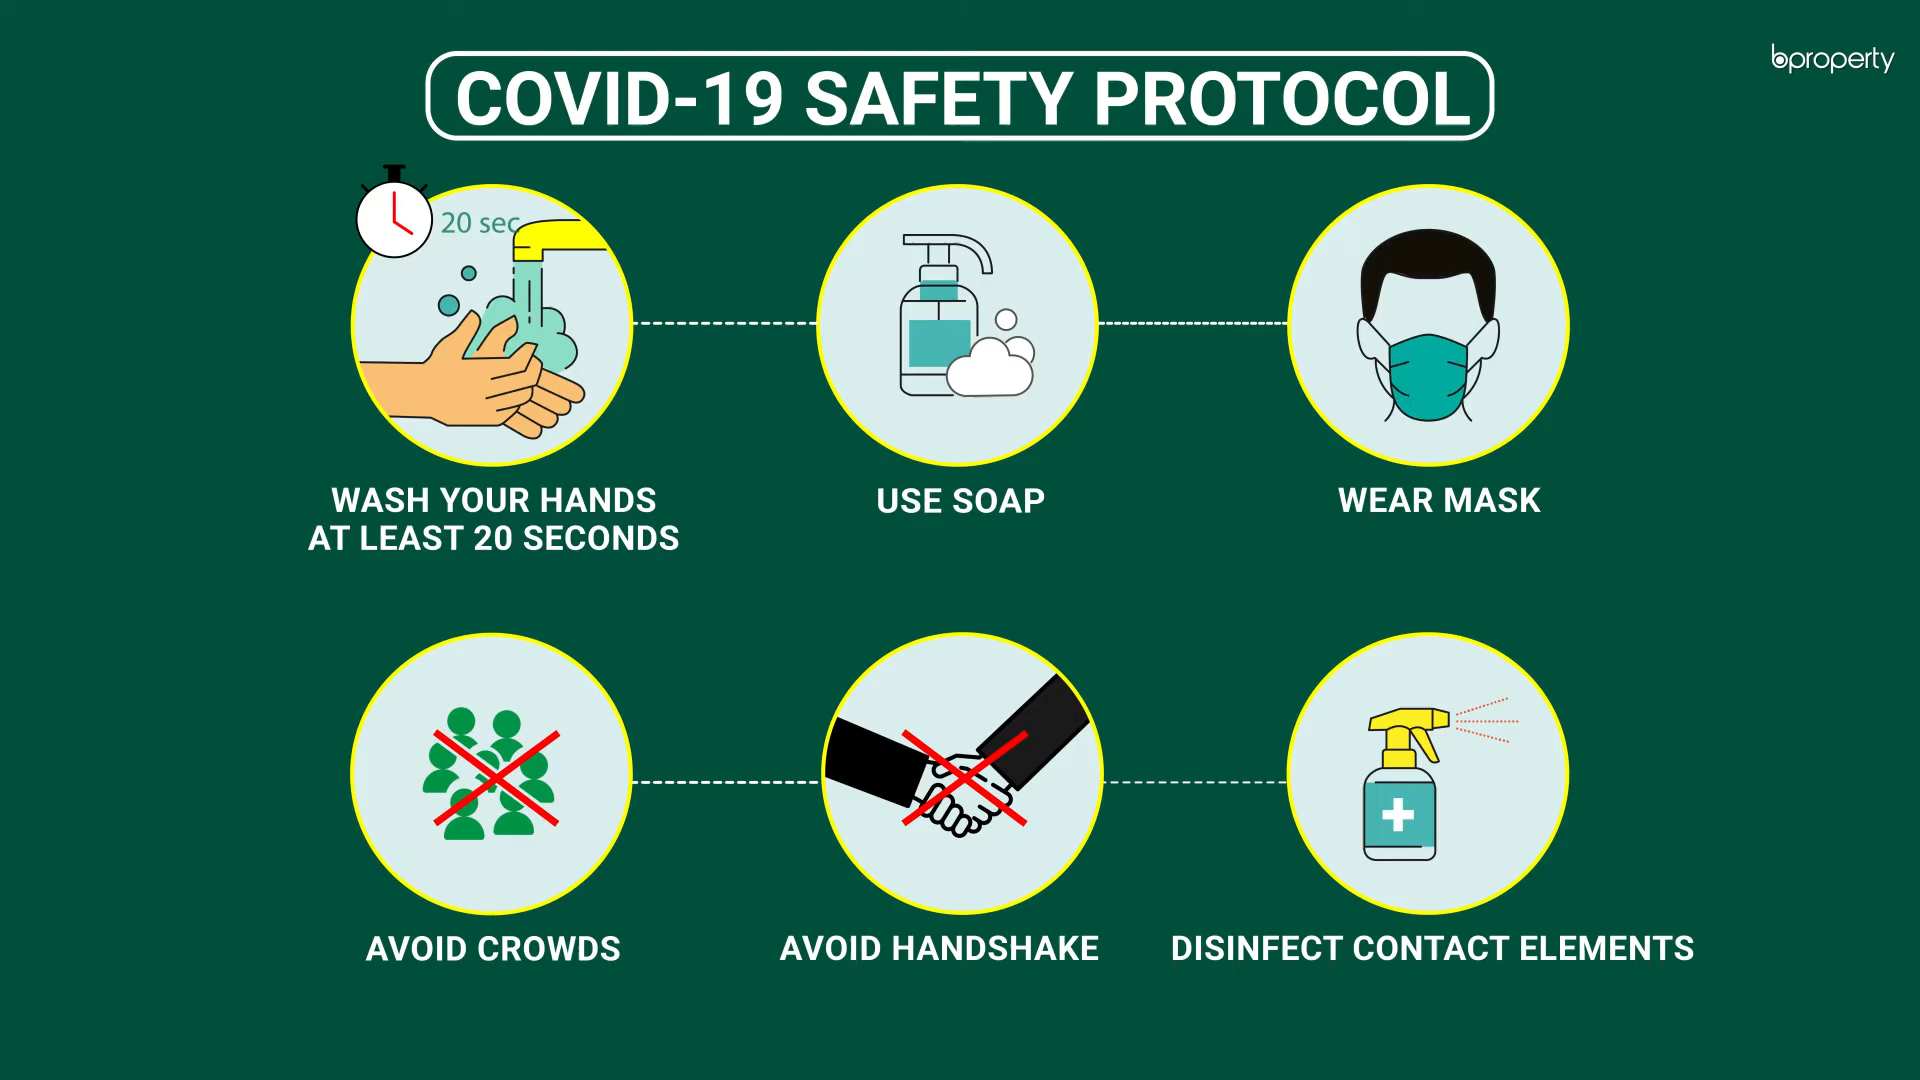 COVID-19 SAFETY PROTOCOL
bproperty
20 sec
WASH YOUR HANDS
AT LEAST 20 SECONDS
USE SOAP
WEAR MASK
AVOID CROWDS
AVOID HANDSHAKE
DISINFECT CONTACT ELEMENTS